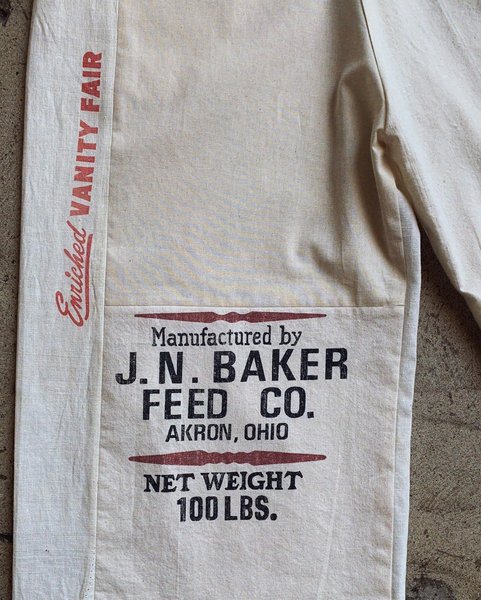 Enriched VANITY FAIR
Manufactured by
J.N. BAKER
FEED CO.
AKRON, OHIO
NET WEIGHT
100 LBS.